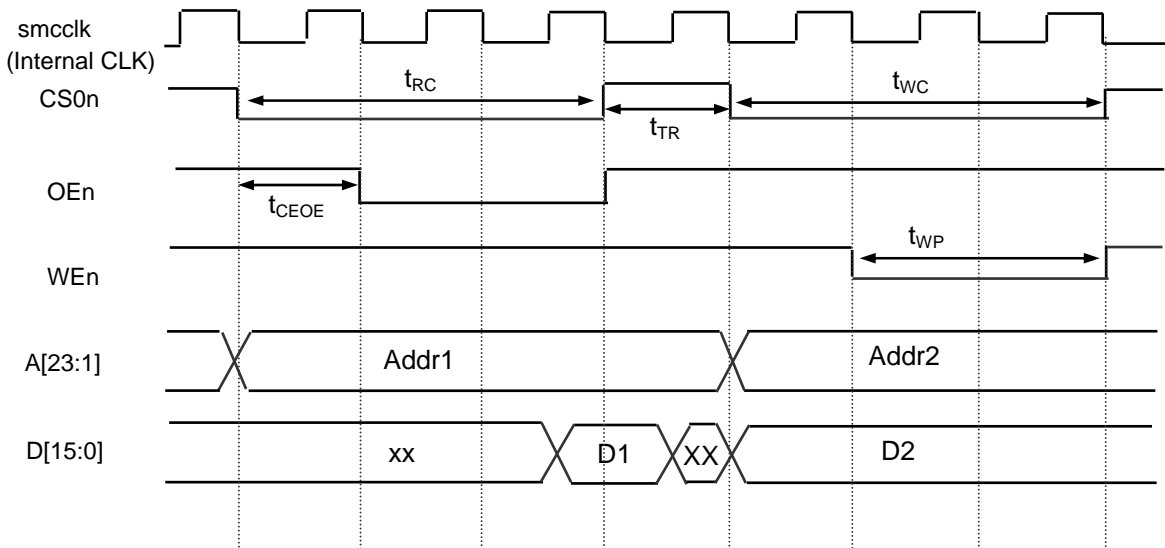 smcclk
(Internal CLK)
CS0n
tRC
tTR
tWC
OEn
tCEOE
WEn
tWP
A[23:1]
Addr1
Addr2
D[15:0]
xx
D1
XX
D2